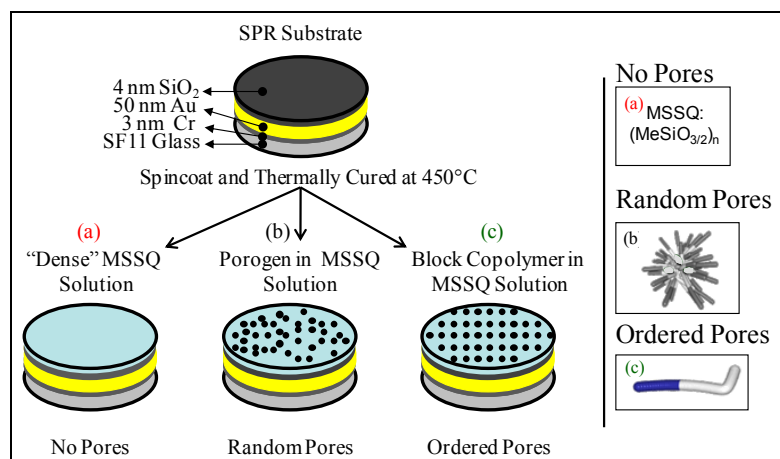 SPR Substrate
4 nm SiO₂
50 nm Au
3 nm Cr
SF11 Glass
Spincoat and Thermally Cured at 450°C
(a)
(b)
(c)
“Dense” MSSQ
Solution
Porogen in MSSQ
Solution
Block Copolymer in
MSSQ Solution
No Pores
Random Pores
Ordered Pores
No Pores
(a)
MSSQ:
(MeSiO₃/₂)ₙ
Random Pores
(b)
Ordered Pores
(c)